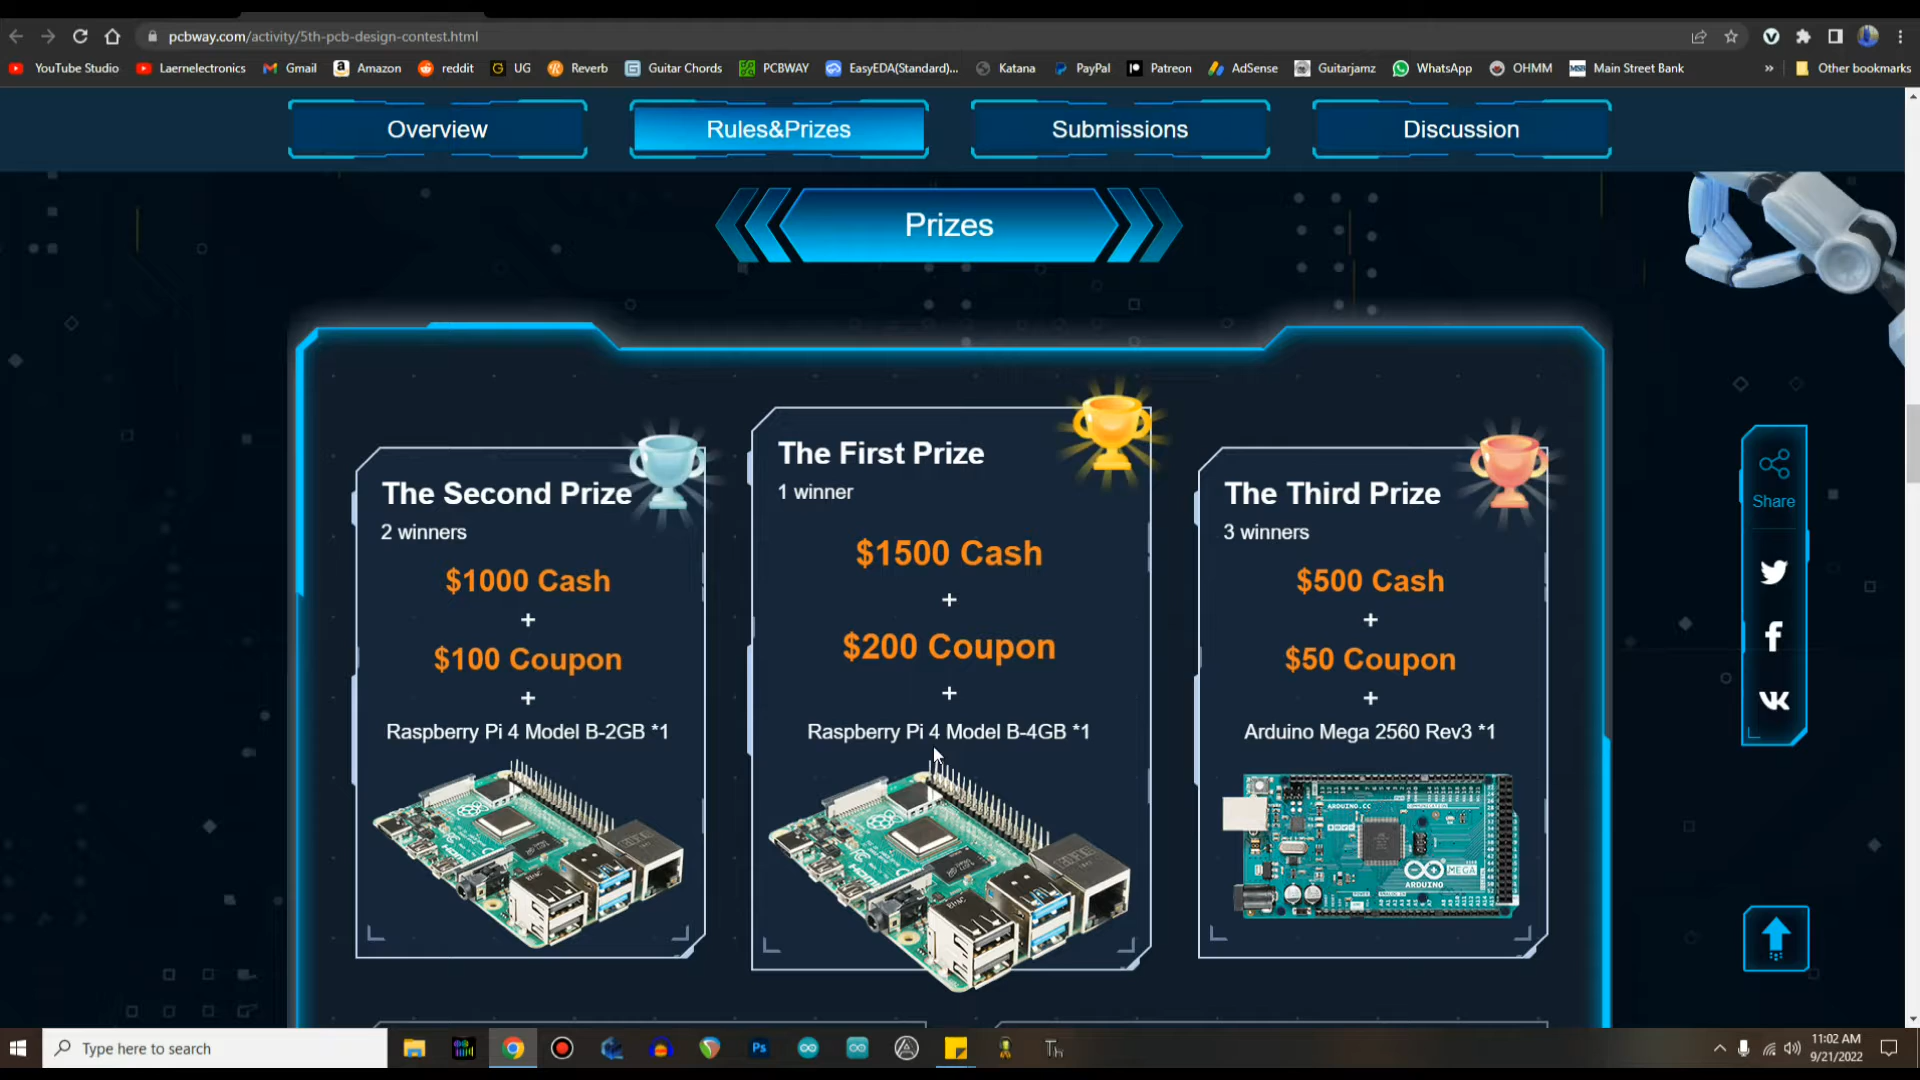 pcbway.com/activity/5th-pcb-design-contest.html
YouTube Studio
Laernelectronics
Gmail
Amazon
reddit
UG
Reverb
Guitar Chords
PCBWAY
EasyEDA(Standard)...
Katana
PayPal
Patreon
AdSense
Guitarjamz
WhatsApp
OHMM
Main Street Bank
»
Other bookmarks
Overview
Rules&Prizes
Submissions
Discussion
Prizes
The Second Prize
2 winners
$1000 Cash
+
$100 Coupon
+
Raspberry Pi 4 Model B-2GB *1
The First Prize
1 winner
$1500 Cash
+
$200 Coupon
+
Raspberry Pi 4 Model B-4GB *1
The Third Prize
3 winners
$500 Cash
+
$50 Coupon
+
Arduino Mega 2560 Rev3 *1
ARDUINO
MEGA
Share
Type here to search
Ps
Th
11:02 AM
9/21/2022